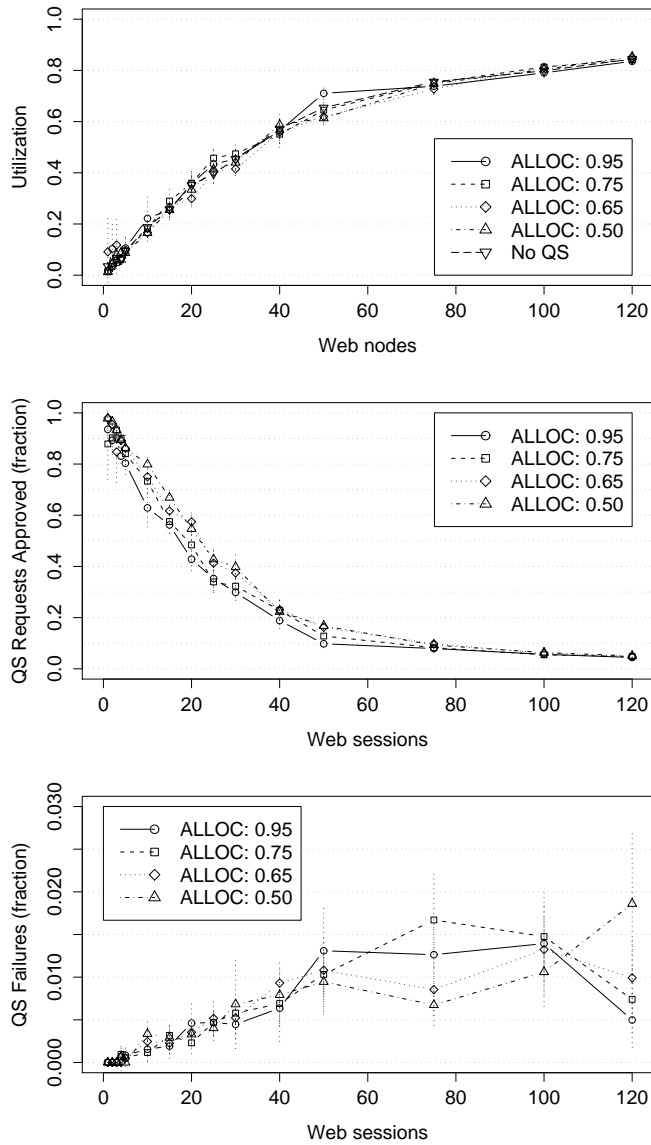 1.0
0.8
0.6
0.4
0.2
0.0
Utilization
ALLOC: 0.95
ALLOC: 0.75
ALLOC: 0.65
ALLOC: 0.50
No QS
0 20 40 60 80 100 120
Web nodes
1.0
0.8
0.6
0.4
0.2
0.0
QS Requests Approved (fraction)
ALLOC: 0.95
ALLOC: 0.75
ALLOC: 0.65
ALLOC: 0.50
0 20 40 60 80 100 120
Web sessions
0.030
0.020
0.010
0.000
QS Failures (fraction)
ALLOC: 0.95
ALLOC: 0.75
ALLOC: 0.65
ALLOC: 0.50
0 20 40 60 80 100 120
Web sessions